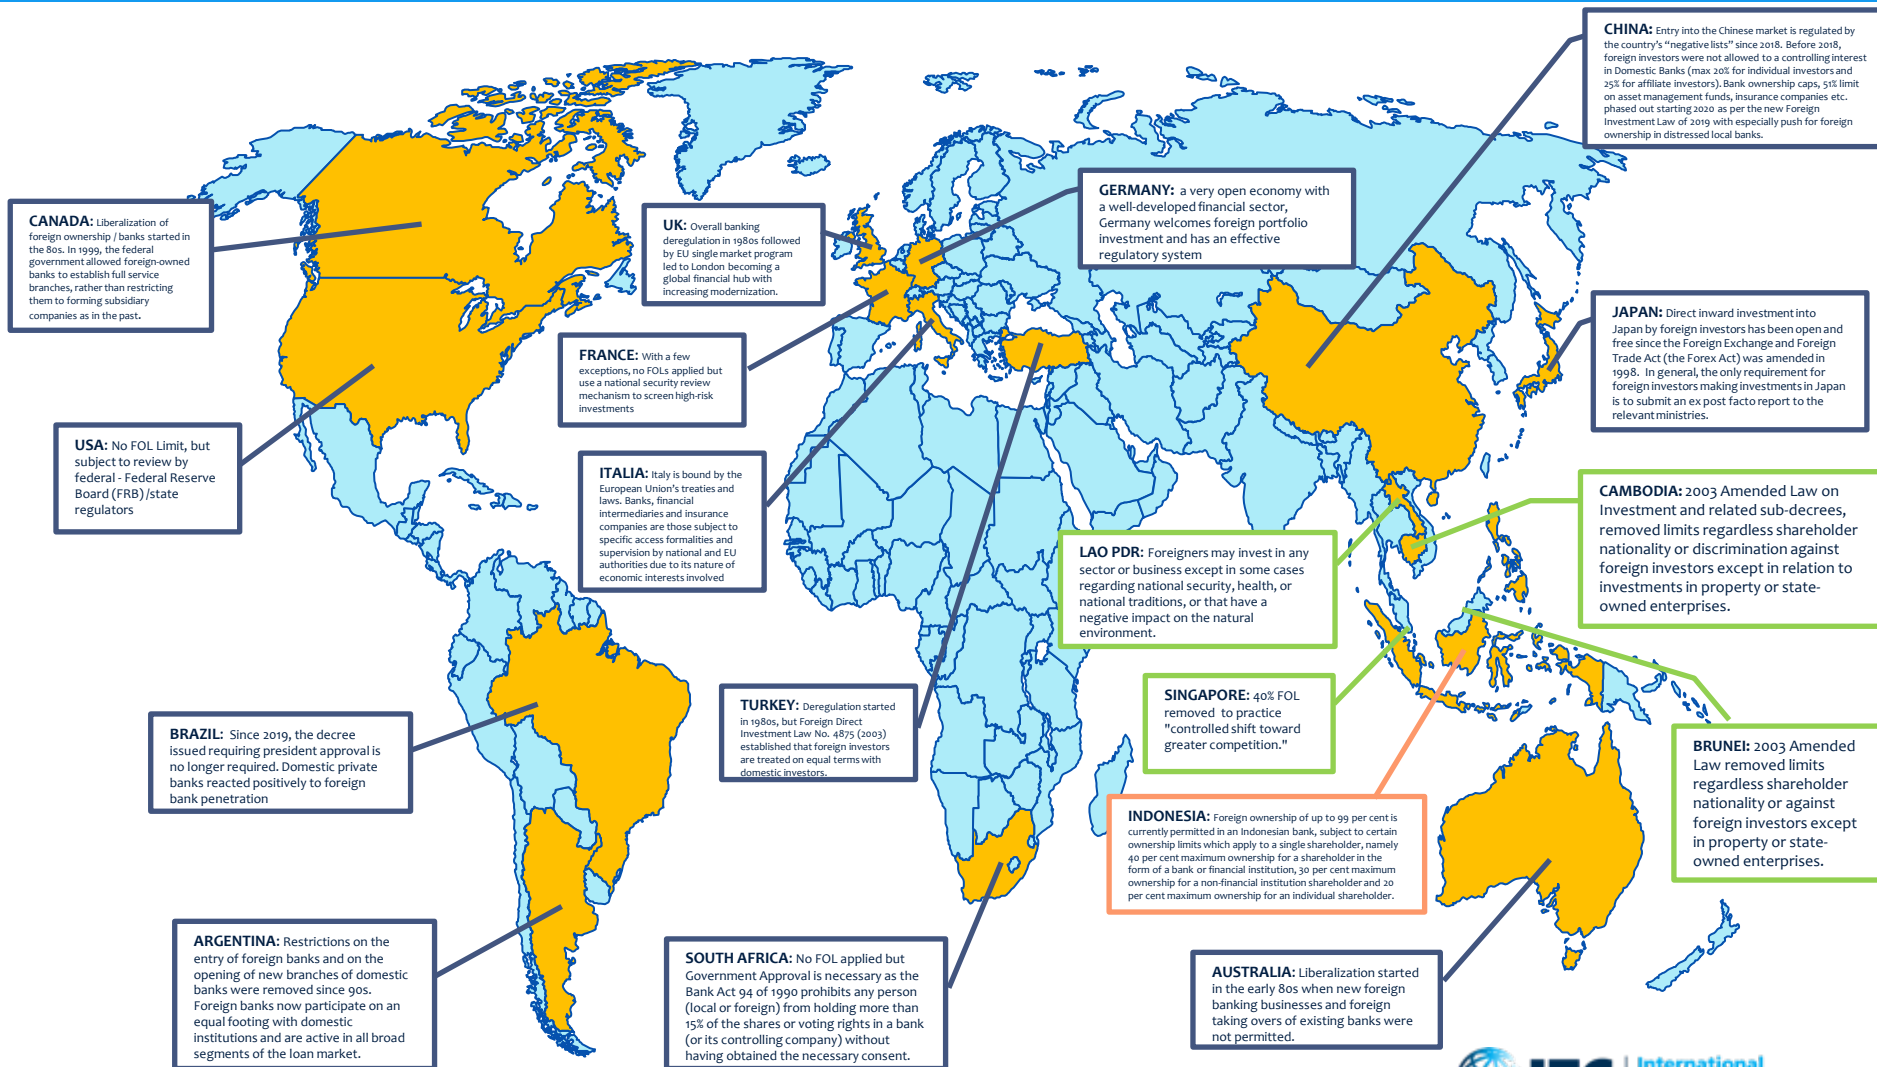 CHINA: Entry into the Chinese market is regulated by
the country's “negative lists” since 2018. Before 2018,
foreign investors were not allowed to a controlling interest
in Domestic Banks (max 20% for individual investors and
25% for affiliate investors). Bank ownership caps, 51% limit
on asset management funds, insurance companies etc.
phased out starting 2020 as per the new Foreign
Investment Law of 2019 with especially push for foreign
ownership in distressed local banks.
GERMANY: a very open economy with
a well-developed financial sector,
Germany welcomes foreign portfolio
investment and has an effective
regulatory system
CANADA: Liberalization of
foreign ownership / banks started in
the 80s. In 1999, the federal
government allowed foreign-owned
banks to establish full service
branches, rather than restricting
them to forming subsidiary
companies as in the past.
UK: Overall banking
deregulation in 1980s followed
by EU single market program
led to London becoming a
global financial hub with
increasing modernization.
JAPAN: Direct inward investment into
Japan by foreign investors has been open and
free since the Foreign Exchange and Foreign
Trade Act (the Forex Act) was amended in
1998. In general, the only requirement for
foreign investors making investments in Japan
is to submit an ex post facto report to the
relevant ministries.
FRANCE: With a few
exceptions, no FOLs applied but
use a national security review
mechanism to screen high-risk
investments
USA: No FOL Limit, but
subject to review by
federal - Federal Reserve
Board (FRB) /state
regulators
ITALIA: Italy is bound by the
European Union's treaties and
laws. Banks, financial
intermediaries and insurance
companies are those subject to
specific access formalities and
supervision by national and EU
authorities due to its nature of
economic interests involved
CAMBODIA: 2003 Amended Law on
Investment and related sub-decrees,
removed limits regardless shareholder
nationality or discrimination against
foreign investors except in relation to
investments in property or state-
owned enterprises.
LAO PDR: Foreigners may invest in any
sector or business except in some cases
regarding national security, health, or
national traditions, or that have a
negative impact on the natural
environment.
SINGAPORE: 40% FOL
removed to practice
"controlled shift toward
greater competition."
TURKEY: Deregulation started
in 1980s, but Foreign Direct
Investment Law No. 4875 (2003)
established that foreign investors
are treated on equal terms with
domestic investors.
BRAZIL: Since 2019, the decree
issued requiring president approval is
no longer required. Domestic private
banks reacted positively to foreign
bank penetration
BRUNEI: 2003 Amended
Law removed limits
regardless shareholder
nationality or against
foreign investors except
in property or state-
owned enterprises.
INDONESIA: Foreign ownership of up to 99 per cent is
currently permitted in an Indonesian bank, subject to certain
ownership limits which apply to a single shareholder, namely
40 per cent maximum ownership for a shareholder in the
form of a bank or financial institution, 30 per cent maximum
ownership for a non-financial institution shareholder and 20
per cent maximum ownership for an individual shareholder.
ARGENTINA: Restrictions on the
entry of foreign banks and on the
opening of new branches of domestic
banks were removed since 90s.
Foreign banks now participate on an
equal footing with domestic
institutions and are active in all broad
segments of the loan market.
SOUTH AFRICA: No FOL applied but
Government Approval is necessary as the
Bank Act 94 of 1990 prohibits any person
(local or foreign) from holding more than
15% of the shares or voting rights in a bank
(or its controlling company) without
having obtained the necessary consent.
AUSTRALIA: Liberalization started
in the early 80s when new foreign
banking businesses and foreign
taking overs of existing banks were
not permitted.
International